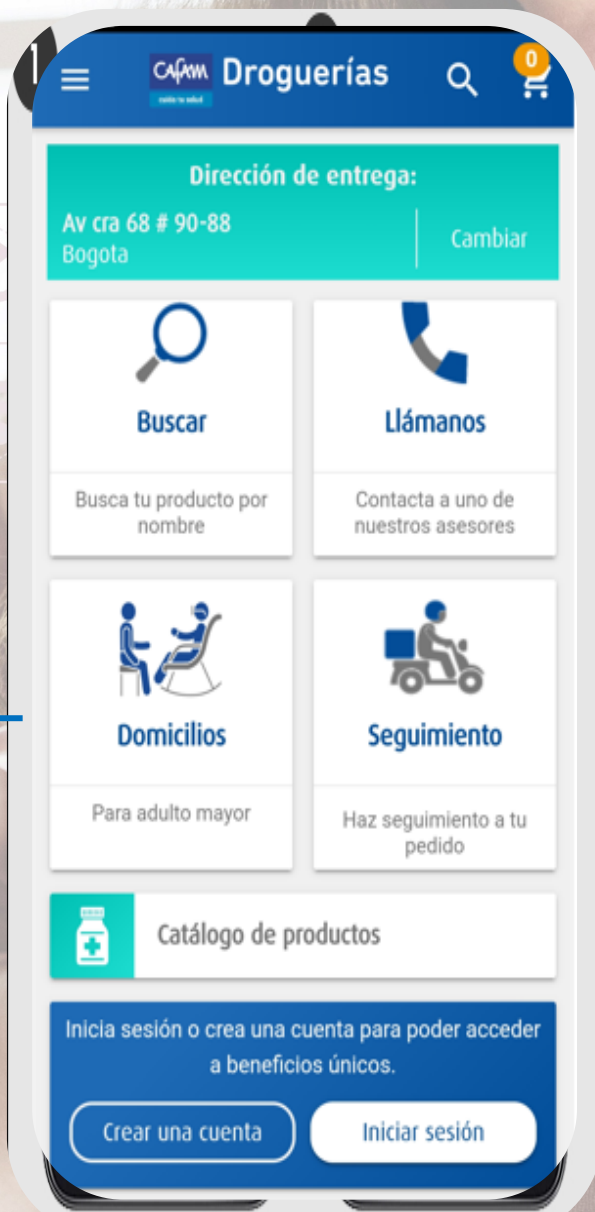 1
CAFAM Droguerías
0
Dirección de entrega:
Av cra 68 # 90-88
Bogota
Cambiar
Buscar
Busca tu producto por
nombre
Llámanos
Contacta a uno de
nuestros asesores
Domicilios
Para adulto mayor
Seguimiento
Haz seguimiento a tu
pedido
Catálogo de productos
Inicia sesión o crea una cuenta para poder acceder
a beneficios únicos.
Crear una cuenta
Iniciar sesión